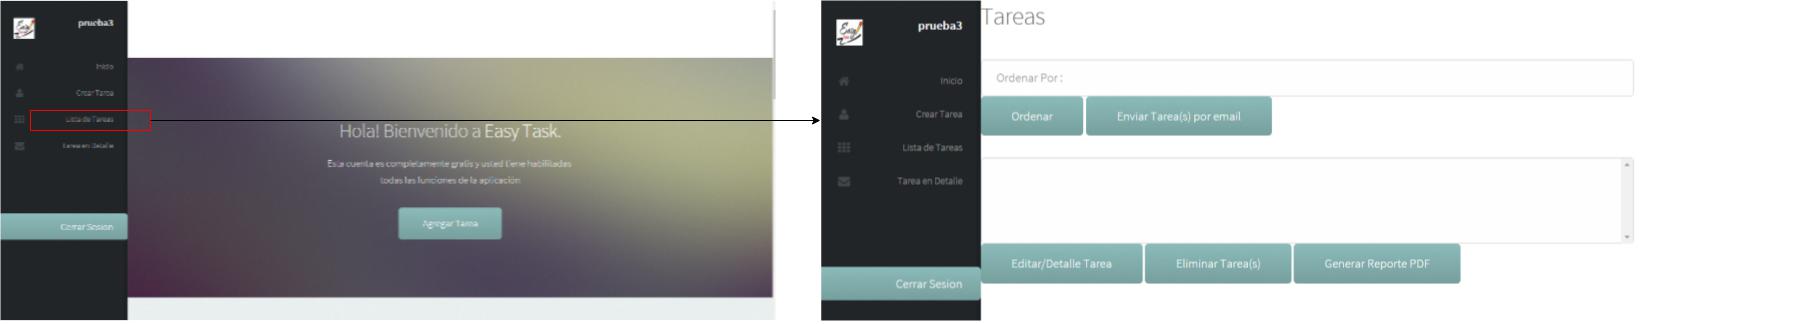 prueba3
Inicio
Crear Tarea
Lista de Tareas
Tarea en Detalle
Cerrar Sesion
Hola! Bienvenido a Easy Task.
Esta cuenta es completamente gratis y usted tiene habilitadas
todas las funciones de la aplicación
Agregar Tarea
Easy
prueba3
Inicio
Crear Tarea
Lista de Tareas
Tarea en Detalle
Cerrar Sesion
Tareas
Ordenar Por :
Ordenar
Enviar Tarea(s) por email
Editar/Detalle Tarea
Eliminar Tarea(s)
Generar Reporte PDF